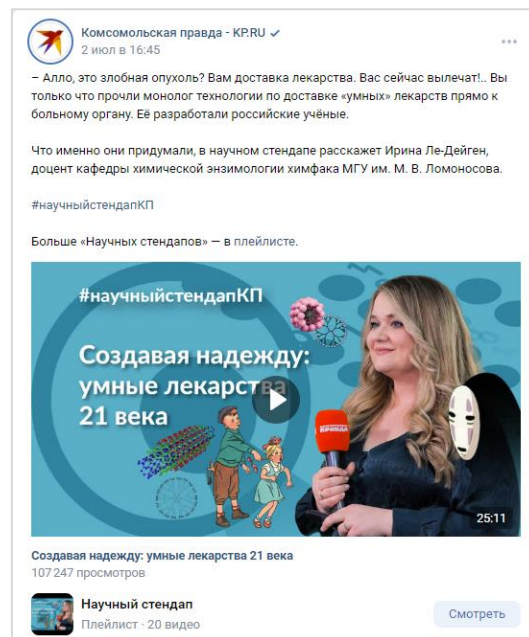 Комсомольская правда - KP.RU
2 июл в 16:45
– Алло, это злобная опухоль? Вам доставка лекарства. Вас сейчас вылечат!.. Вы
только что прочли монолог технологии по доставке «умных» лекарств прямо к
больному органу. Её разработали российские учёные.
Что именно они придумали, в научном стендапе расскажет Ирина Ле-Дейген,
доцент кафедры химической энзимологии химфака МГУ им. М. В. Ломоносова.
#научныйстендапКП
Больше «Научных стендапов» — в плейлисте.
#научныйстендапКП
Создавая надежду:
умные лекарства
21 века
ПРАВДА
25:11
Создавая надежду: умные лекарства 21 века
107 247 просмотров
Научный стендап
Плейлист · 20 видео
Смотреть